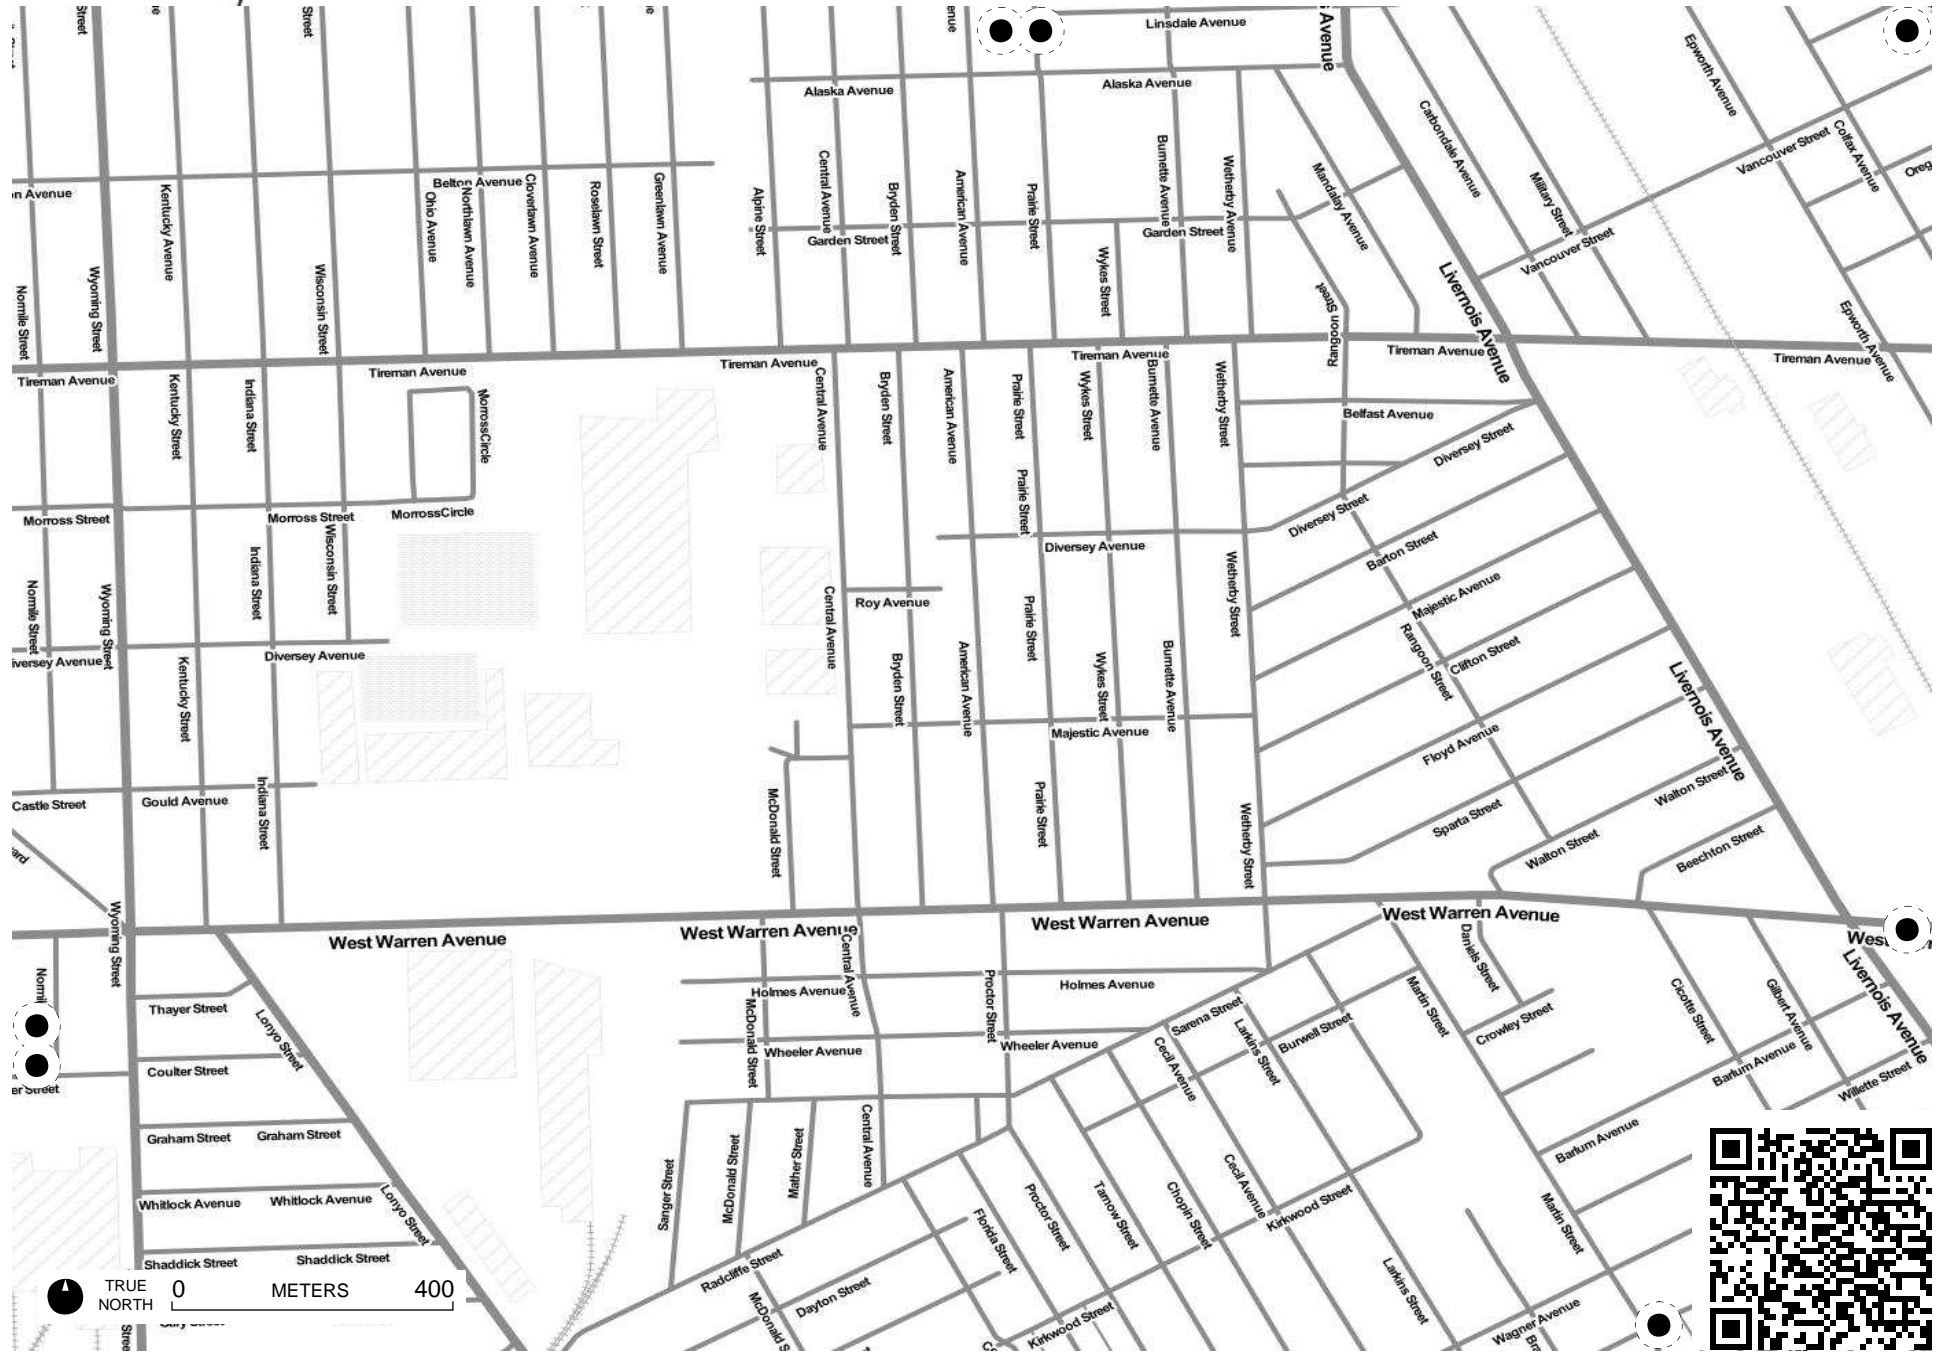 Street
Street
Avenue
Linsdale Avenue
Epworth Avenue
Alaska Avenue
Alaska Avenue
Carbondale Avenue
Colfax Avenue
Vancouver Street
Belton Avenue
Central Avenue
Burnette Avenue
Wetherby Avenue
Mandalay Avenue
Military Street
Kentucky Avenue
Ohio Avenue
Northlawn Avenue
Cloverlawn Avenue
Roselawn Street
Greenlawn Avenue
Alpine Street
Bryden Street
American Avenue
Prairie Street
Garden Street
Garden Street
Vancouver Street
Normile Street
Wyoming Street
Wisconsin Street
Wykes Street
Rangoon Street
Livernois Avenue
Epworth Avenue
Tireman Avenue
Tireman Avenue
Tireman Avenue
Tireman Avenue
Tireman Avenue
Tireman Avenue
Kentucky Street
Indiana Street
MorrossCircle
Central Avenue
Bryden Street
American Avenue
Prairie Street
Wykes Street
Burnette Avenue
Wetherby Street
Belfast Avenue
Diversey Street
Morross Street
Morross Street
MorrossCircle
Prairie Street
Diversey Street
Diversey Avenue
Barton Street
Normile Street
Wyoming Street
Indiana Street
Wisconsin Street
Central Avenue
Roy Avenue
Prairie Street
Wetherby Street
Majestic Avenue
Rangoon Street
Clifton Street
Diversey Avenue
Kentucky Street
Bryden Street
American Avenue
Wykes Street
Burnette Avenue
Livernois Avenue
Majestic Avenue
Floyd Avenue
Castle Street
Gould Avenue
Indiana Street
McDonald Street
Prairie Street
Wetherby Street
Sparta Street
Walton Street
Walton Street
Beechton Street
Wyoming Street
West Warren Avenue
West Warren Avenue
West Warren Avenue
West Warren Avenue
West
Central Avenue
Daniels Street
Livernois Avenue
Holmes Avenue
Holmes Avenue
Proctor Street
McDonald Street
Martin Street
Cicotte Street
Gilbert Avenue
Thayer Street
Lonyo Street
Sarena Street
Larkins Street
Burwell Street
Crowley Street
Wheeler Avenue
Wheeler Avenue
Cecil Avenue
Barlum Avenue
Willette Street
Coulter Street
Graham Street
Graham Street
Central Avenue
Mather Street
McDonald Street
Sanger Street
Barlum Avenue
Whitlock Avenue
Whitlock Avenue
Lonyo Street
Florida Street
Proctor Street
Tarnow Street
Chopin Street
Cecil Avenue
Kirkwood Street
Martin Street
Shaddick Street
Shaddick Street
Radcliffe Street
Dayton Street
Larkins Street
Kirkwood Street
Wagner Avenue
TRUE
NORTH
0 METERS 400